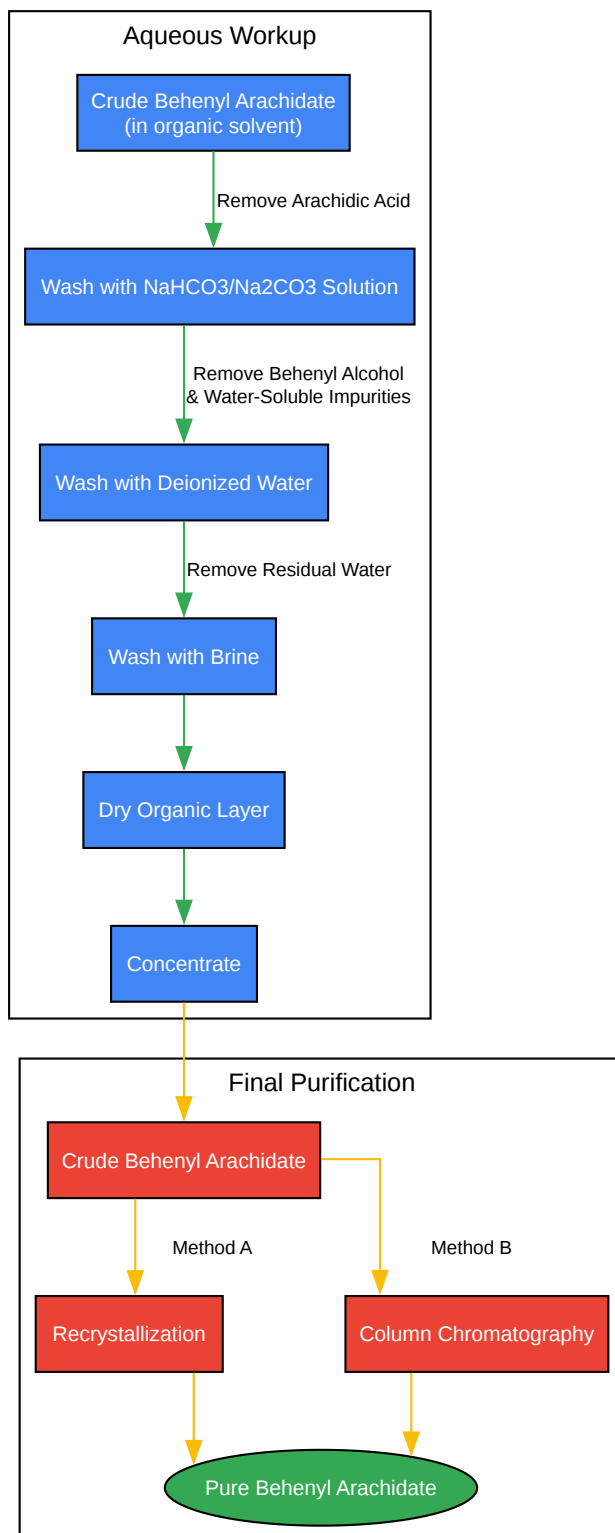 Aqueous Workup
Crude Behenyl Arachidate
(in organic solvent)
Remove Arachidic Acid
Wash with NaHCO3/Na2CO3 Solution
Remove Behenyl Alcohol
& Water-Soluble Impurities
Wash with Deionized Water
Remove Residual Water
Wash with Brine
Dry Organic Layer
Concentrate
Final Purification
Crude Behenyl Arachidate
Method A
Method B
Recrystallization
Column Chromatography
Pure Behenyl Arachidate